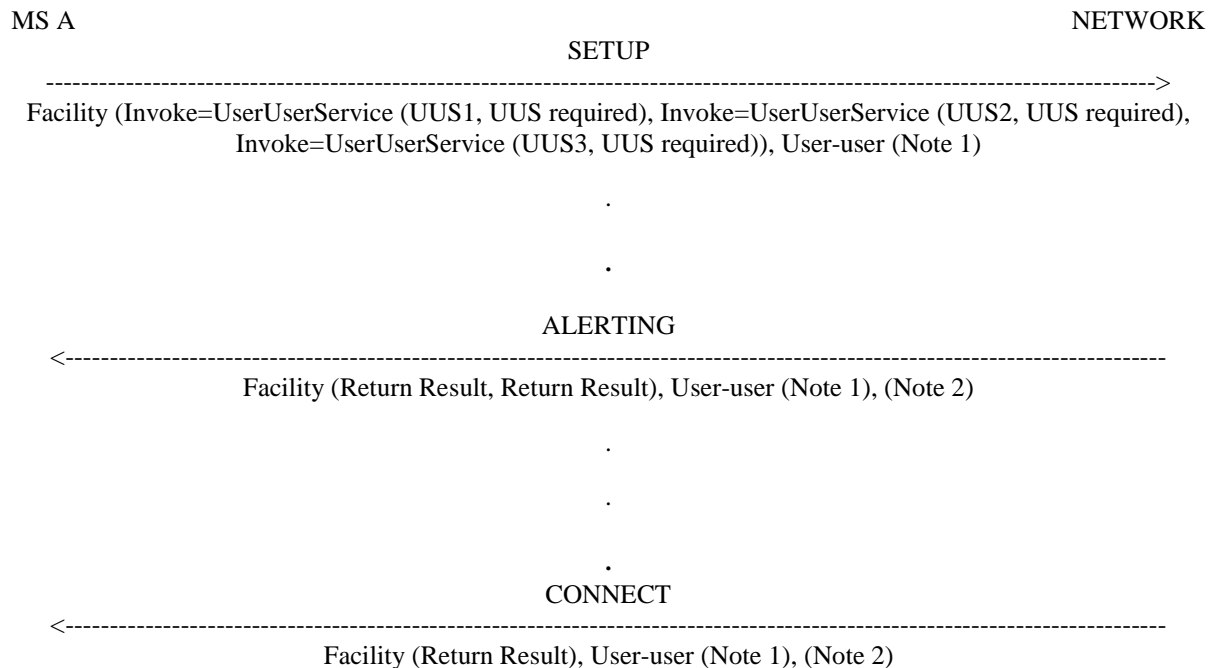 MS A NETWORK
SETUP
------------------------------------------------------------------------------------------------------------------------------->
Facility (Invoke=UserUserService (UUS1, UUS required), Invoke=UserUserService (UUS2, UUS required),
Invoke=UserUserService (UUS3, UUS required)), User-user (Note 1)
.
.
ALERTING
<-------------------------------------------------------------------------------------------------------------------------------
Facility (Return Result, Return Result), User-user (Note 1), (Note 2)
.
.
.
CONNECT
<-------------------------------------------------------------------------------------------------------------------------------
Facility (Return Result), User-user (Note 1), (Note 2)